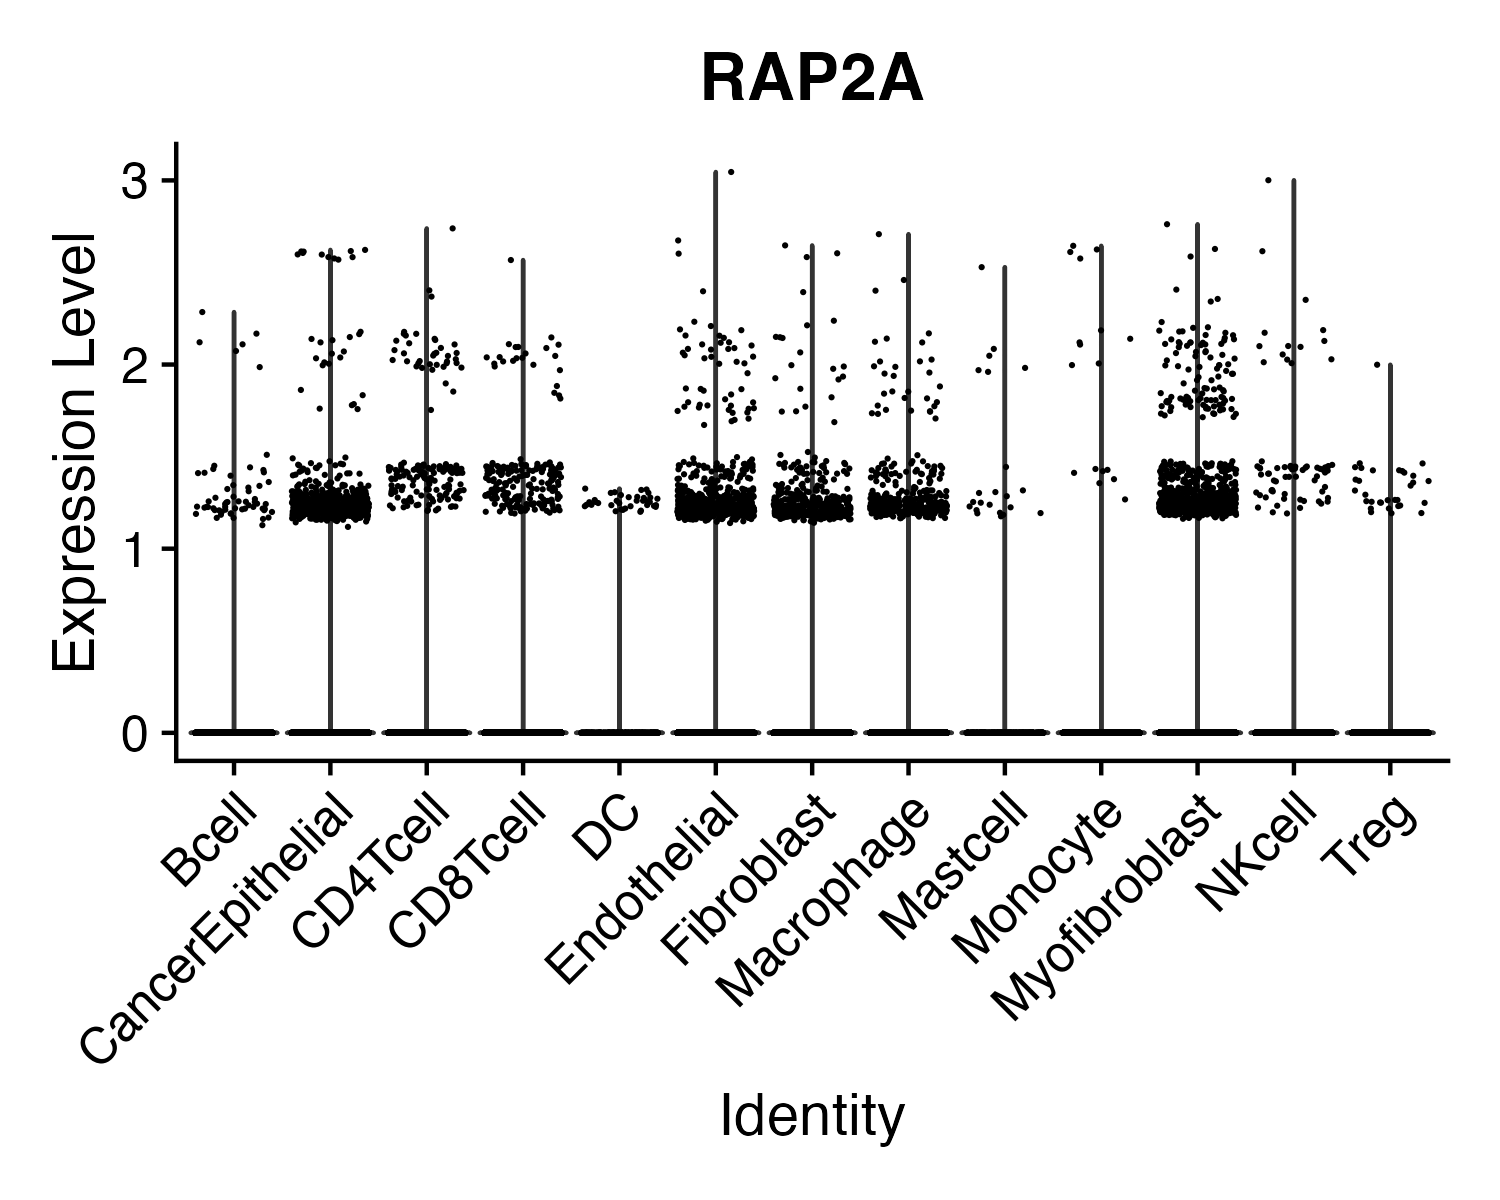 RAP2A
Expression Level
3
2
1
0
Bcell
CancerEpithelial
CD4Tcell
CD8Tcell
DC
Endothelial
Fibroblast
Macrophage
Mastcell
Monocyte
Myofibroblast
NKcell
Treg
Identity